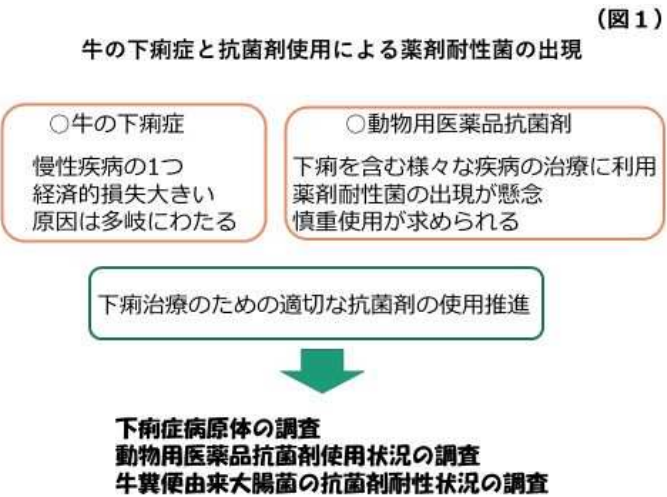 （図１）
牛の下痢症と抗菌剤使用による薬剤耐性菌の出現
○牛の下痢症
慢性疾病の1つ
経済的損失大きい
原因は多岐にわたる
○動物用医薬品抗菌剤
下痢を含む様々な疾病の治療に利用
薬剤耐性菌の出現が懸念
慎重使用が求められる
下痢治療のための適切な抗菌剤の使用推進
下痢症病原体の調査
動物用医薬品抗菌剤使用状況の調査
牛糞便由来大腸菌の抗菌剤耐性状況の調査